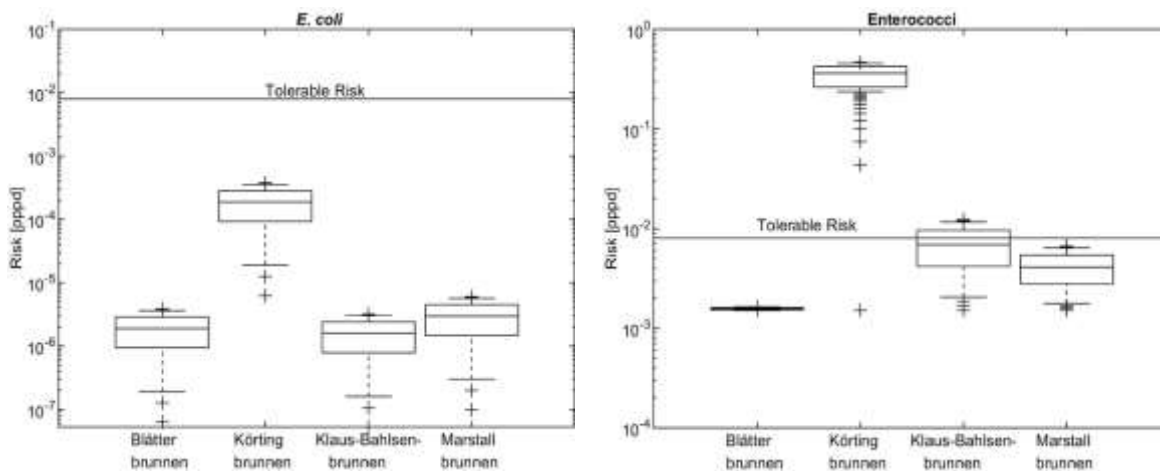 E. coli
10^-1
10^-2
10^-3
10^-4
10^-5
10^-6
10^-7
Risk [pppd]
Tolerable Risk
Blätter
brunnen
Körting
brunnen
Klaus-Bahlsen-
brunnen
Marstall
brunnen
Enterococci
10^0
10^-1
10^-2
10^-3
10^-4
Risk [pppd]
Tolerable Risk
Blätter
brunnen
Körting
brunnen
Klaus-Bahlsen-
brunnen
Marstall
brunnen